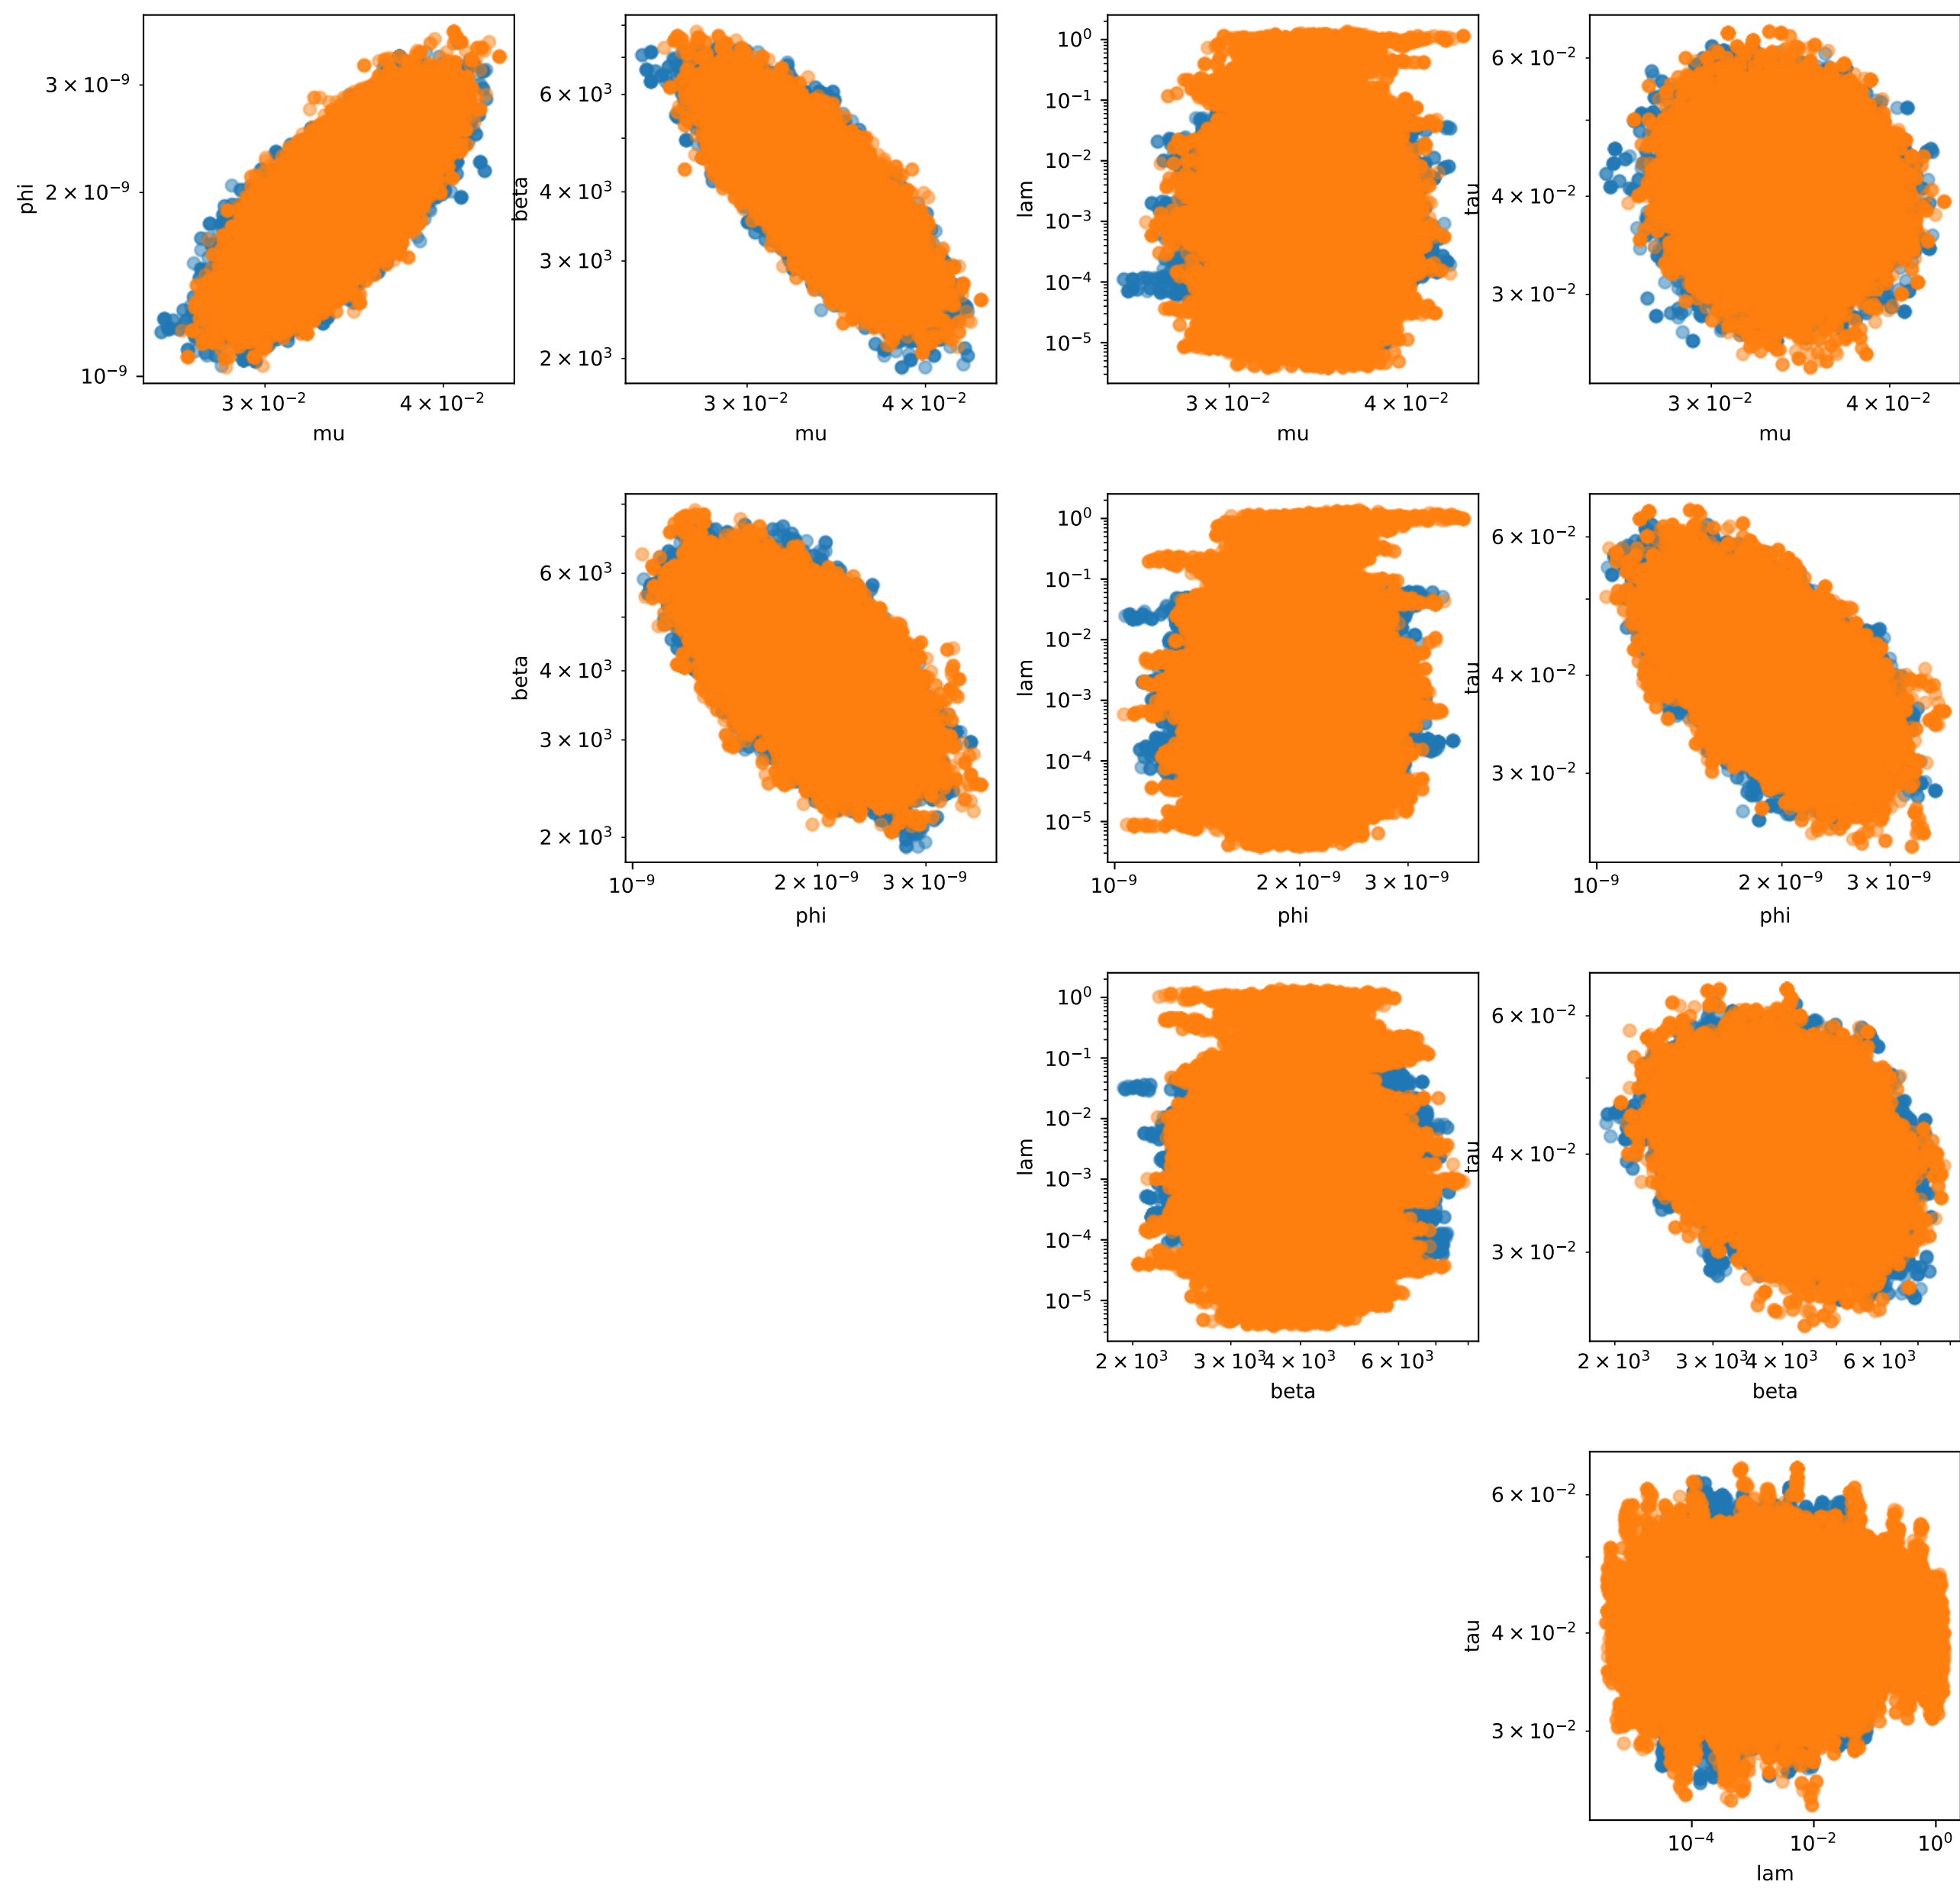 phi
3 × 10⁻⁹
2 × 10⁻⁹
10⁻⁹
3 × 10⁻² 4 × 10⁻²
mu
beta
6 × 10³
4 × 10³
3 × 10³
2 × 10³
3 × 10⁻² 4 × 10⁻²
mu
lam
10⁰
10⁻¹
10⁻²
10⁻³
10⁻⁴
10⁻⁵
3 × 10⁻² 4 × 10⁻²
mu
tau
6 × 10⁻²
4 × 10⁻²
3 × 10⁻²
3 × 10⁻² 4 × 10⁻²
mu
beta
6 × 10³
4 × 10³
3 × 10³
2 × 10³
10⁻⁹ 2 × 10⁻⁹ 3 × 10⁻⁹
phi
lam
10⁰
10⁻¹
10⁻²
10⁻³
10⁻⁴
10⁻⁵
10⁻⁹ 2 × 10⁻⁹ 3 × 10⁻⁹
phi
tau
6 × 10⁻²
4 × 10⁻²
3 × 10⁻²
10⁻⁹ 2 × 10⁻⁹ 3 × 10⁻⁹
phi
lam
10⁰
10⁻¹
10⁻²
10⁻³
10⁻⁴
10⁻⁵
2 × 10³ 3 × 10³ 4 × 10³ 6 × 10³
beta
tau
6 × 10⁻²
4 × 10⁻²
3 × 10⁻²
2 × 10³ 3 × 10³ 4 × 10³ 6 × 10³
beta
tau
6 × 10⁻²
4 × 10⁻²
3 × 10⁻²
10⁻⁴ 10⁻² 10⁰
lam